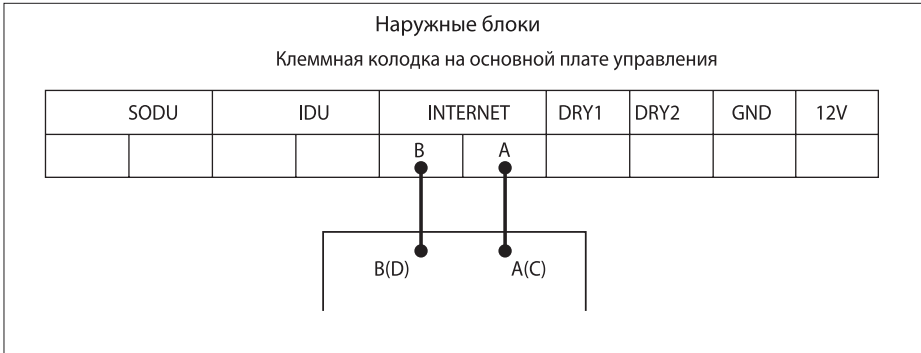 Наружные блоки
Клеммная колодка на основной плате управления
SODU IDU INTERNET DRY1 DRY2 GND 12V
B A
B(D) A(C)